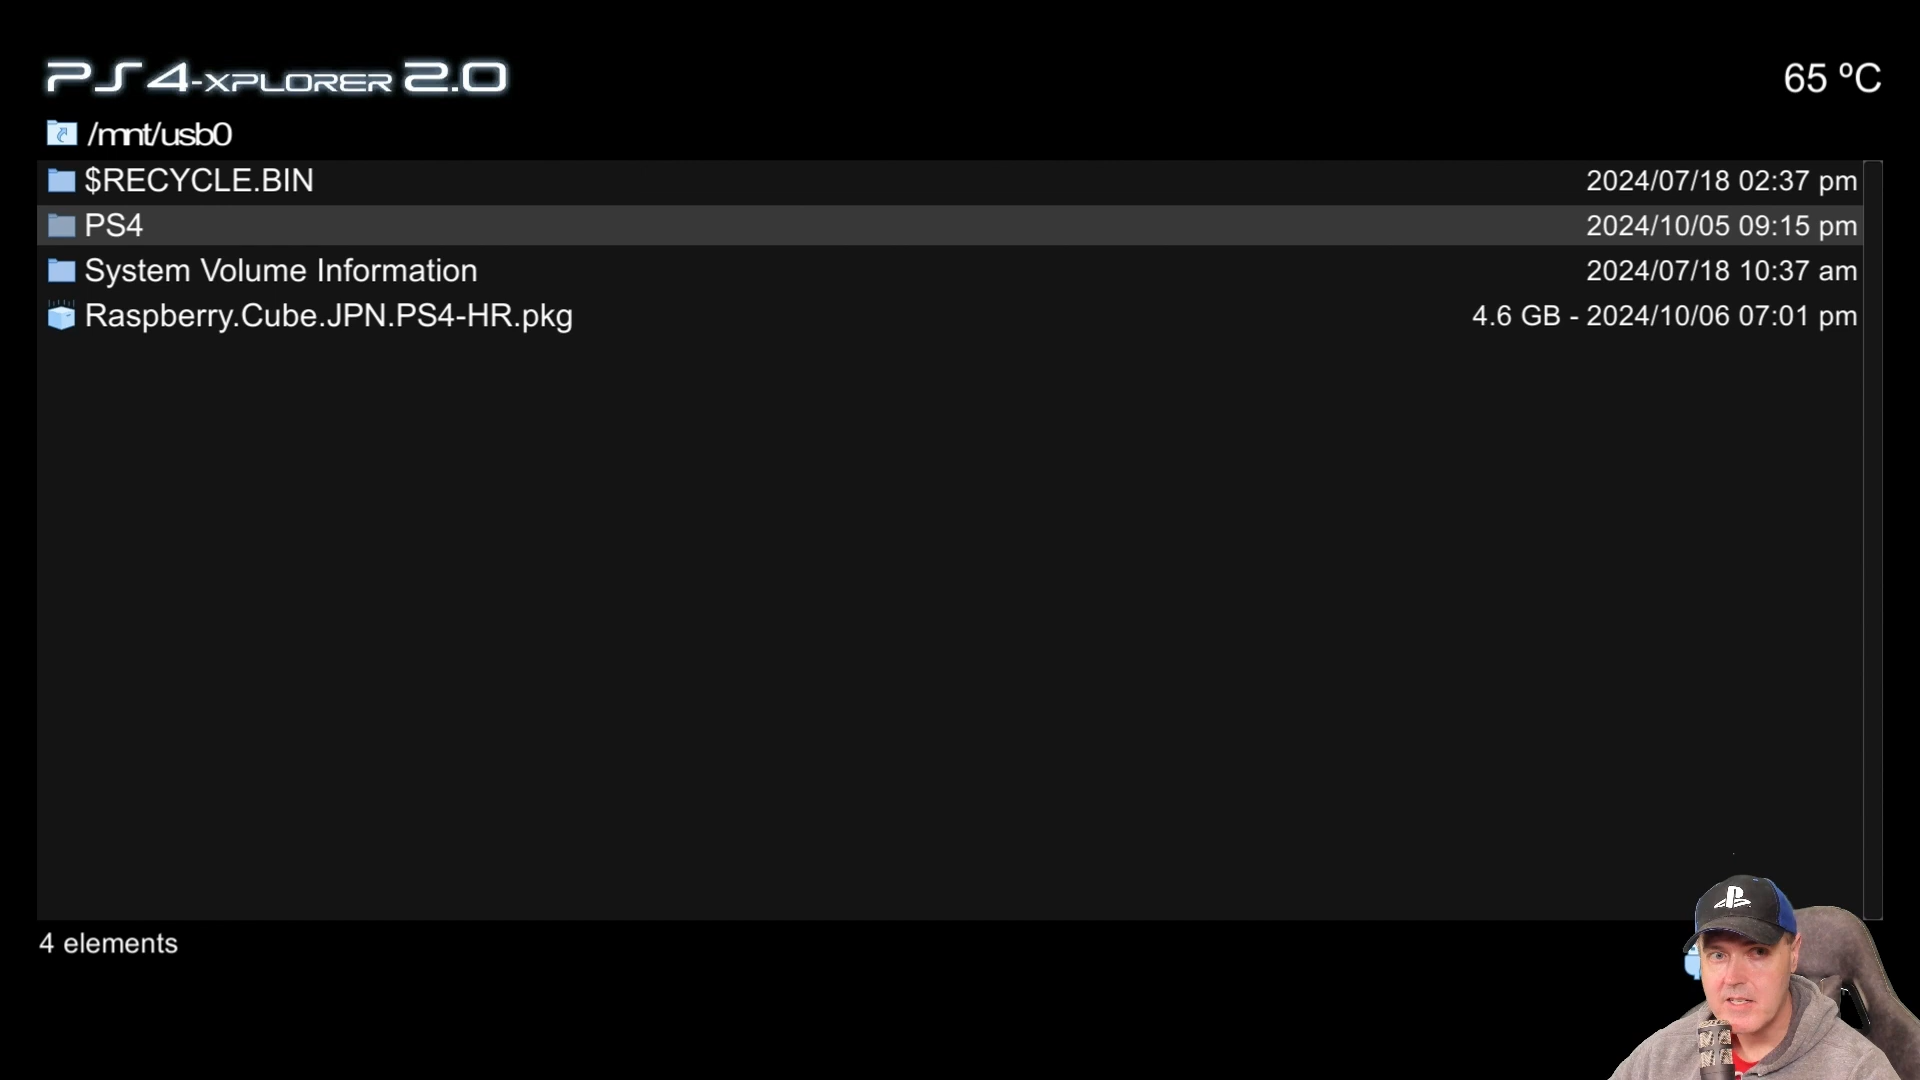 PS4-XPLORER 2.0
65 ºC
/mnt/usb0
$RECYCLE.BIN 2024/07/18 02:37 pm
PS4 2024/10/05 09:15 pm
System Volume Information 2024/07/18 10:37 am
Raspberry.Cube.JPN.PS4-HR.pkg 4.6 GB - 2024/10/06 07:01 pm
4 elements